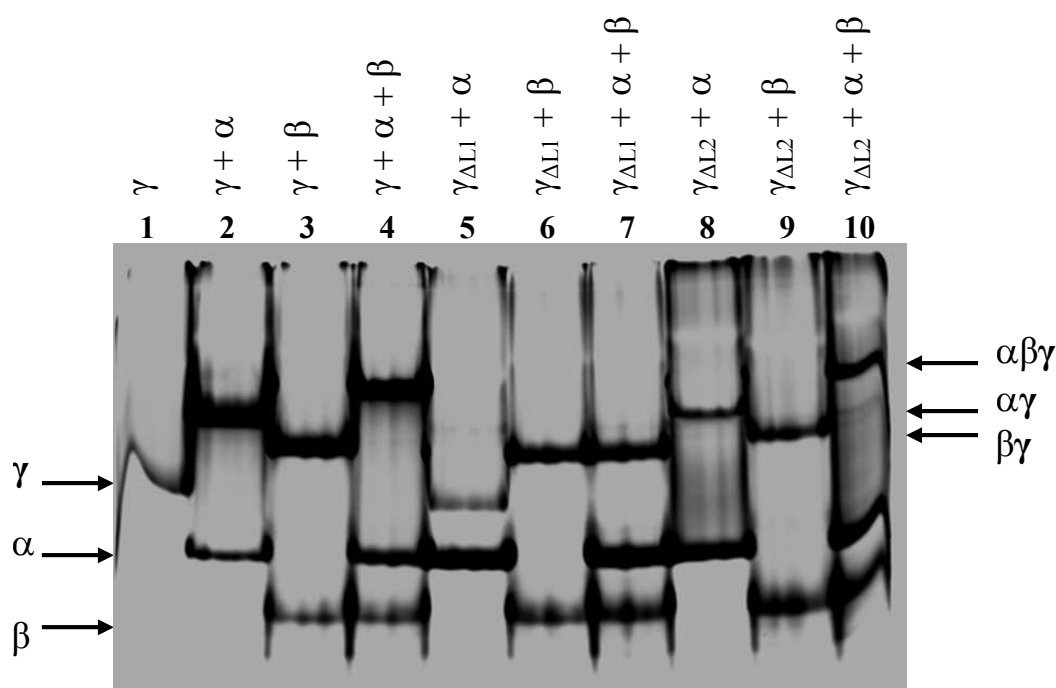 γ
γ + α
γ + β
γ + α + β
γΔL1 + α
γΔL1 + β
γΔL1 + α + β
γΔL2 + α
γΔL2 + β
γΔL2 + α + β
1 2 3 4 5 6 7 8 9 10
γ
α
β
αβγ
αγ
βγ